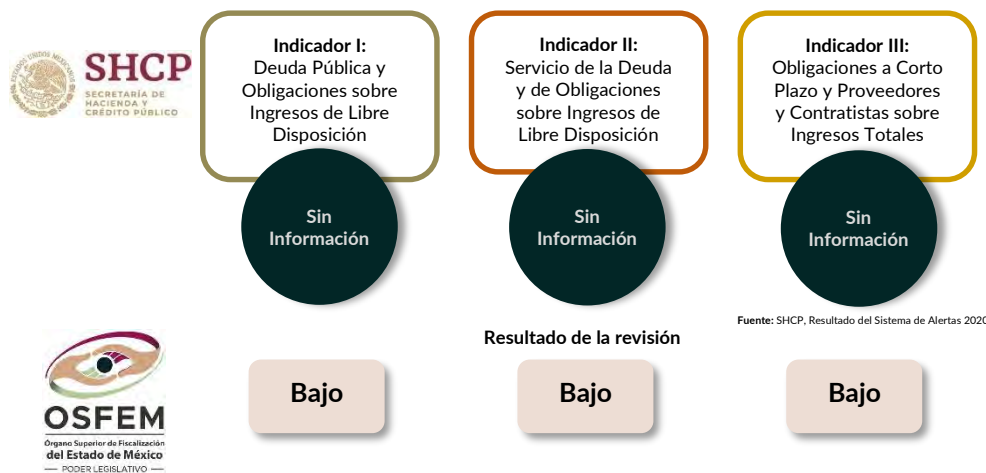 SHCP
SECRETARÍA DE
HACIENDA Y
CRÉDITO PÚBLICO
Indicador I:
Deuda Pública y
Obligaciones sobre
Ingresos de Libre
Disposición
Sin
Información
Indicador II:
Servicio de la Deuda
y de Obligaciones
sobre Ingresos de
Libre Disposición
Sin
Información
Indicador III:
Obligaciones a Corto
Plazo y Proveedores
y Contratistas sobre
Ingresos Totales
Sin
Información
Fuente: SHCP, Resultado del Sistema de Alertas 2020
Resultado de la revisión
OSFEM
Órgano Superior de Fiscalización
del Estado de México
PODER LEGISLATIVO
Bajo
Bajo
Bajo